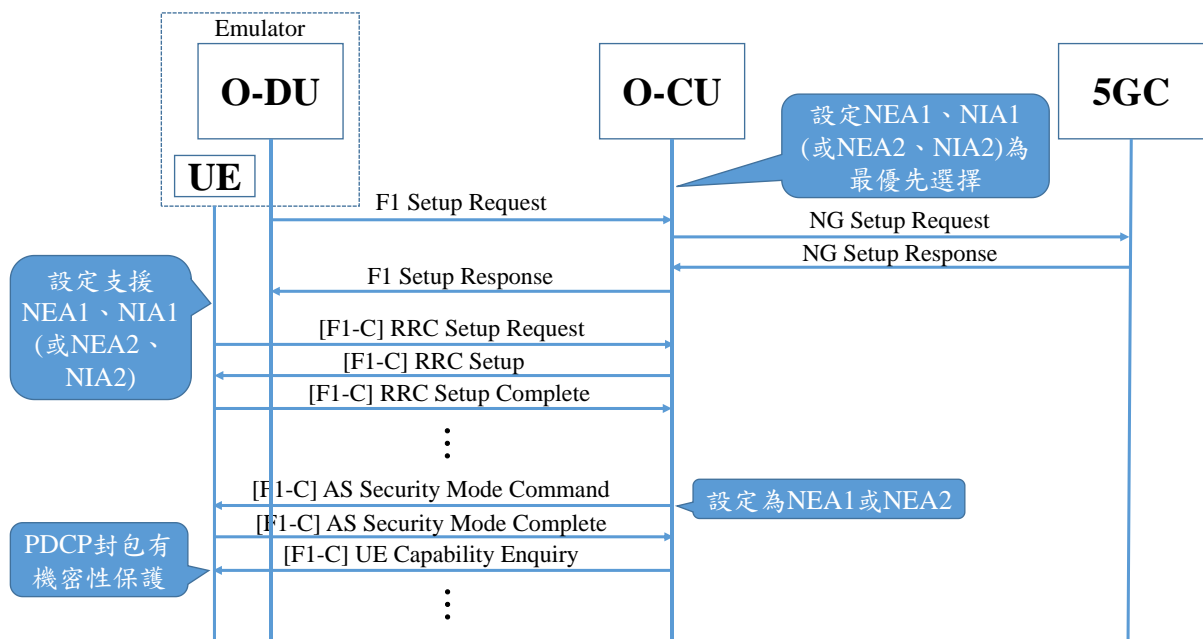 Emulator
O-DU
O-CU
5GC
UE
設定NEA1、NIA1
(或NEA2、NIA2)為
最優先選擇
F1 Setup Request
NG Setup Request
NG Setup Response
F1 Setup Response
設定支援
NEA1、NIA1
(或NEA2、
NIA2)
[F1-C] RRC Setup Request
[F1-C] RRC Setup
[F1-C] RRC Setup Complete
[F1-C] AS Security Mode Command
設定為NEA1或NEA2
[F1-C] AS Security Mode Complete
PDCP封包有
機密性保護
[F1-C] UE Capability Enquiry